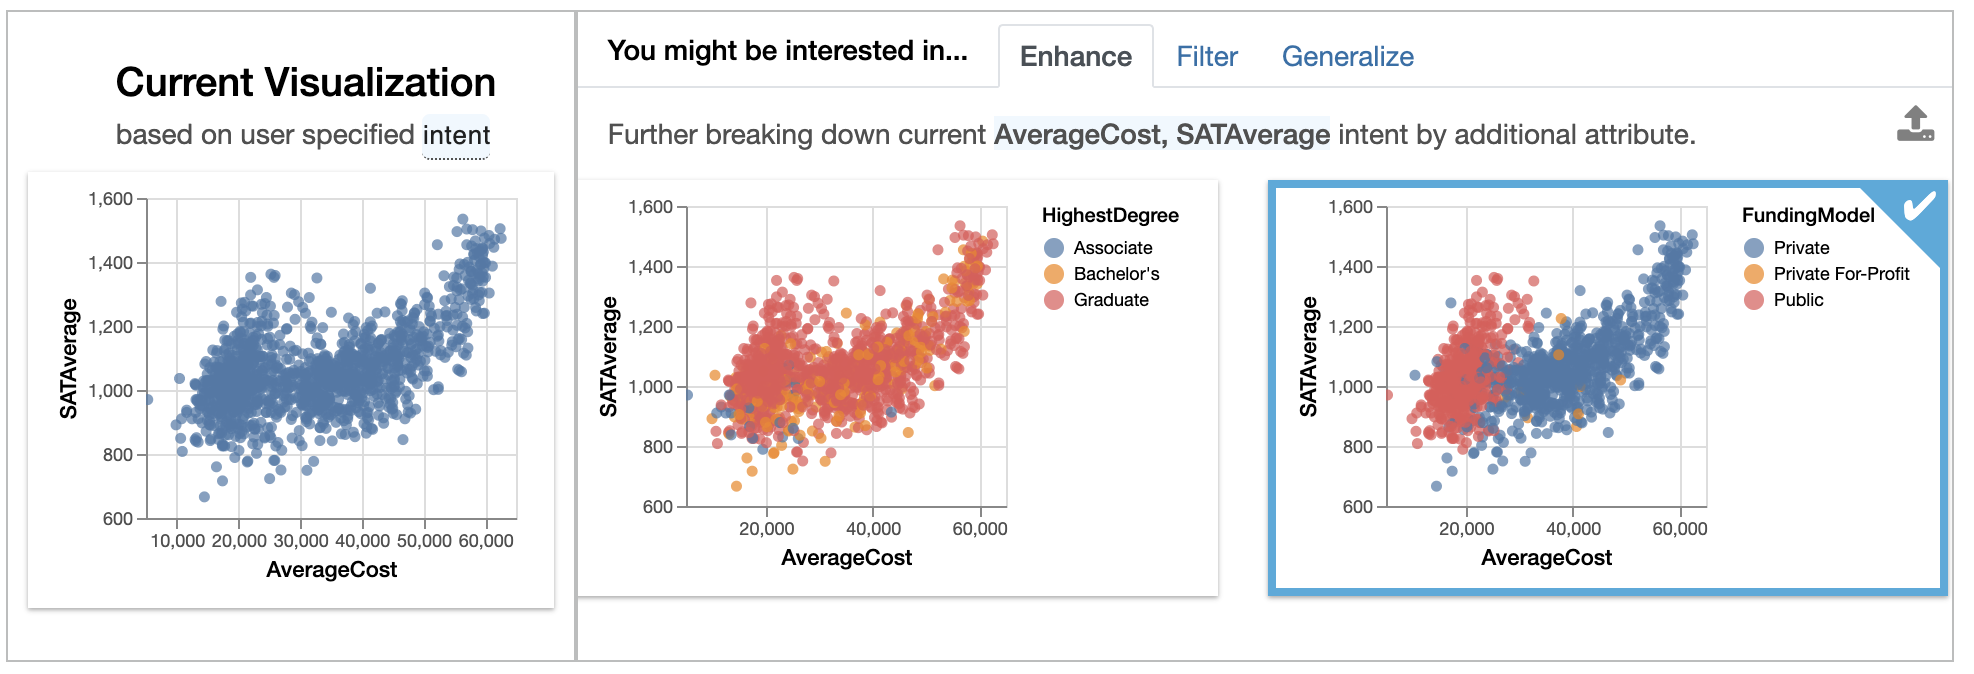 Current Visualization
based on user specified intent
1,600
1,400
1,200
1,000
800
600
SATAverage
10,000 20,000 30,000 40,000 50,000 60,000
AverageCost
You might be interested in...
Enhance
Filter
Generalize
Further breaking down current AverageCost, SATAverage intent by additional attribute.
1,600
1,400
1,200
1,000
800
600
SATAverage
20,000 40,000 60,000
AverageCost
HighestDegree
Associate
Bachelor's
Graduate
1,600
1,400
1,200
1,000
800
600
SATAverage
20,000 40,000 60,000
AverageCost
FundingModel
Private
Private For-Profit
Public